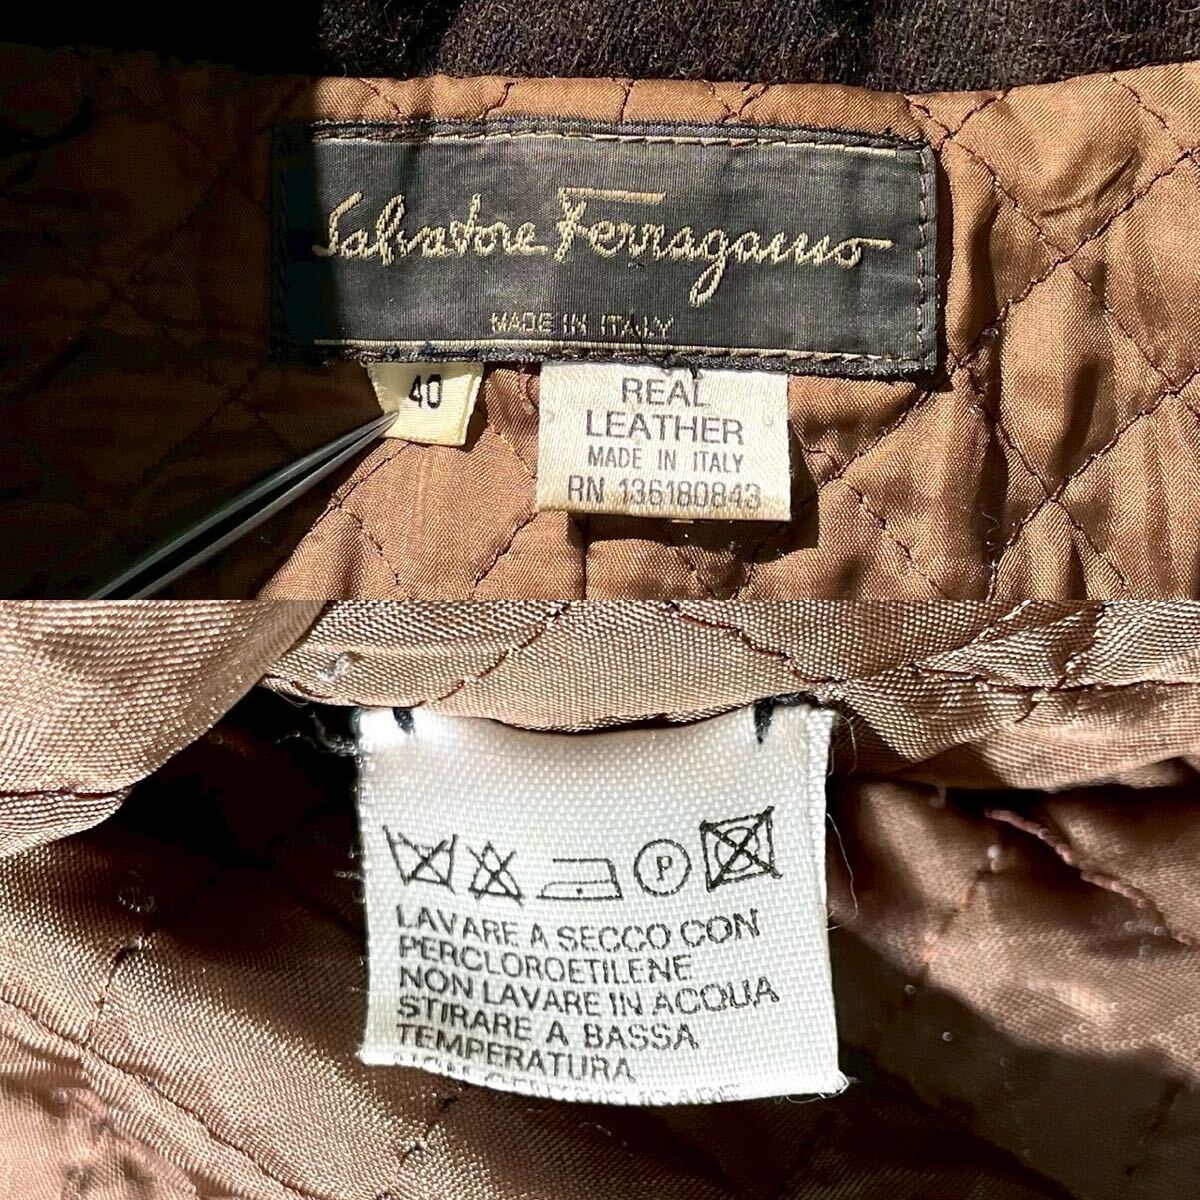 Salvatore Ferragamo
MADE IN ITALY
40
REAL
LEATHER
MADE IN ITALY
RN 136180843
P
LAVARE A SECCO CON
PERCLOROETILENE
NON LAVARE IN ACQUA
STIRARE A BASSA
TEMPERATURA